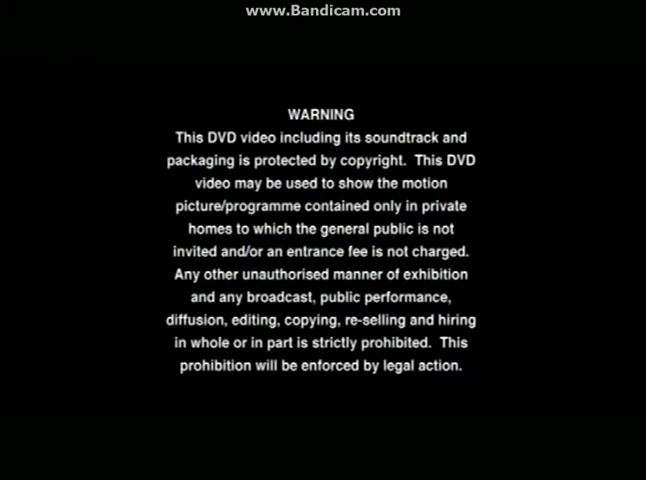 www.Bandicam.com
WARNING
This DVD video including its soundtrack and
packaging is protected by copyright. This DVD
video may be used to show the motion
picture/programme contained only in private
homes to which the general public is not
invited and/or an entrance fee is not charged.
Any other unauthorised manner of exhibition
and any broadcast, public performance,
diffusion, editing, copying, re-selling and hiring
in whole or in part is strictly prohibited. This
prohibition will be enforced by legal action.